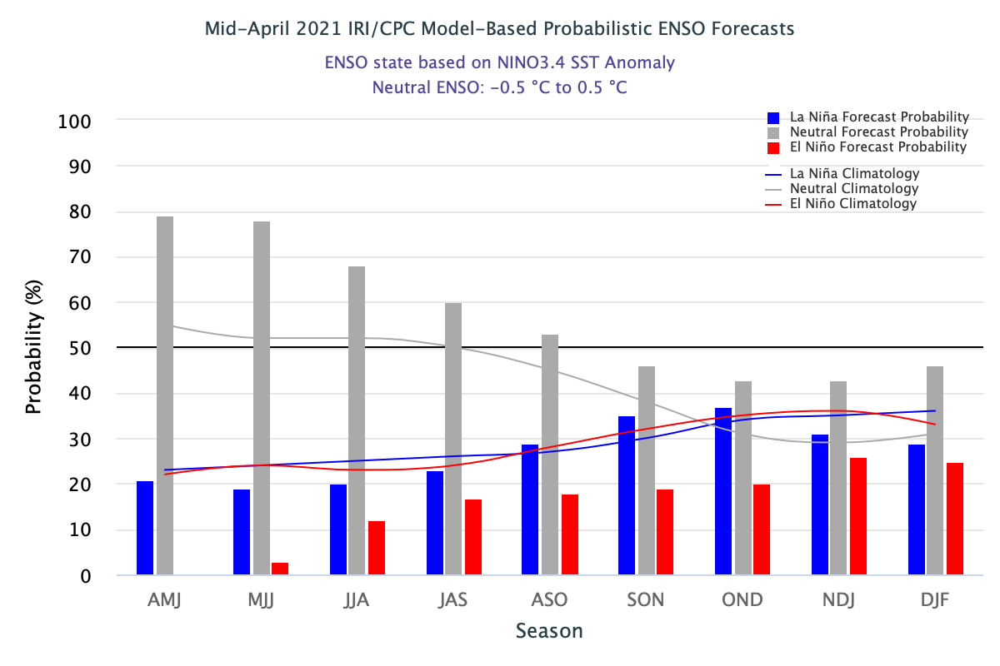 Mid-April 2021 IRI/CPC Model-Based Probabilistic ENSO Forecasts
ENSO state based on NINO3.4 SST Anomaly
Neutral ENSO: -0.5 °C to 0.5 °C
La Niña Forecast Probability
Neutral Forecast Probability
El Niño Forecast Probability
La Niña Climatology
Neutral Climatology
El Niño Climatology
Probability (%)
100
90
80
70
60
50
40
30
20
10
0
AMJ MJJ JJA JAS ASO SON OND NDJ DJF
Season